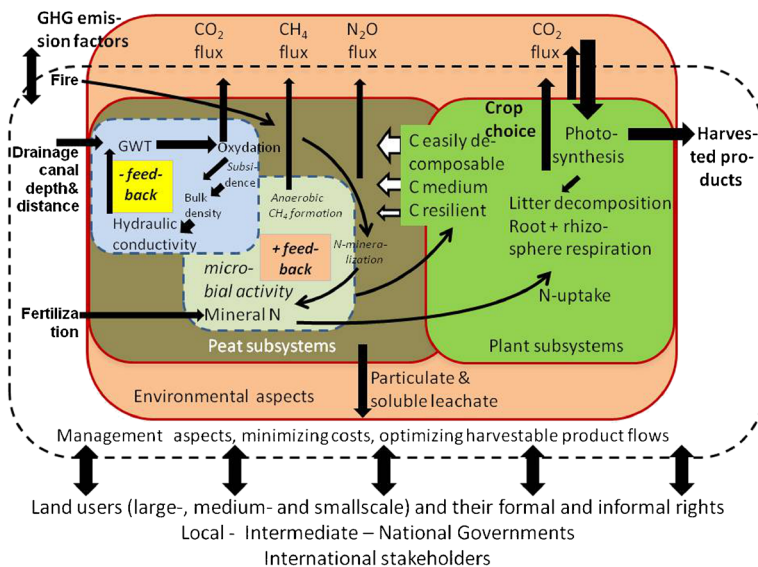 GHG emis-
sion factors
CO2
flux
CH4
flux
N2O
flux
CO2
flux
Fire
Crop
choice
Drainage
canal
depth&
distance
GWT
Oxydation
- feed-
back
Subsi-
dence
Bulk
density
Hydraulic
conductivity
Anaerobic
CH4 formation
+ feed-
back
N-minera-
lization
micro-
bial activity
Mineral N
Fertiliza
tion
C easily de-
composable
C medium
C resilient
Photo-
synthesis
Harves-
ted pro-
ducts
Litter decomposition
Root + rhizo-
sphere respiration
N-uptake
Peat subsystems
Plant subsystems
Environmental aspects
Particulate &
soluble leachate
Management aspects, minimizing costs, optimizing harvestable product flows
Land users (large-, medium- and smallscale) and their formal and informal rights
Local - Intermediate – National Governments
International stakeholders